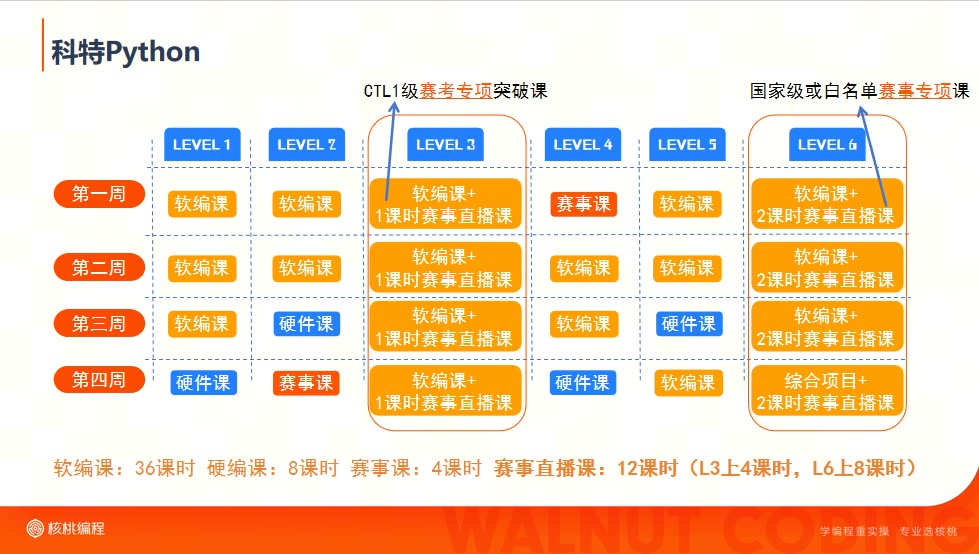 科特Python
CTL1级赛考专项突破课
国家级或白名单赛事专项课
LEVEL 1
LEVEL 2
LEVEL 3
LEVEL 4
LEVEL 5
LEVEL 6
第一周
软编课
软编课
软编课+
1课时赛事直播课
赛事课
软编课
软编课+
2课时赛事直播课
第二周
软编课
软编课
软编课+
1课时赛事直播课
软编课
软编课
软编课+
2课时赛事直播课
第三周
软编课
硬件课
软编课+
1课时赛事直播课
软编课
硬件课
软编课+
2课时赛事直播课
第四周
硬件课
赛事课
软编课+
1课时赛事直播课
硬件课
软编课
综合项目+
2课时赛事直播课
软编课：36课时 硬编课：8课时 赛事课：4课时 赛事直播课：12课时（L3上4课时，L6上8课时）
核桃编程
WALNUT CODING
学编程重实操 专业选核桃